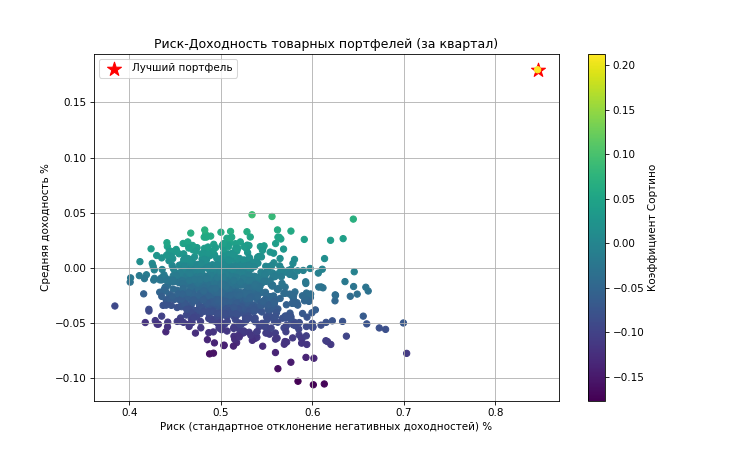 Риск-Доходность товарных портфелей (за квартал)
Лучший портфель
Средняя доходность %
0.15
0.10
0.05
0.00
−0.05
−0.10
0.4 0.5 0.6 0.7 0.8
Риск (стандартное отклонение негативных доходностей) %
0.20
0.15
0.10
0.05
0.00
−0.05
−0.10
−0.15
Коэффициент Сортино